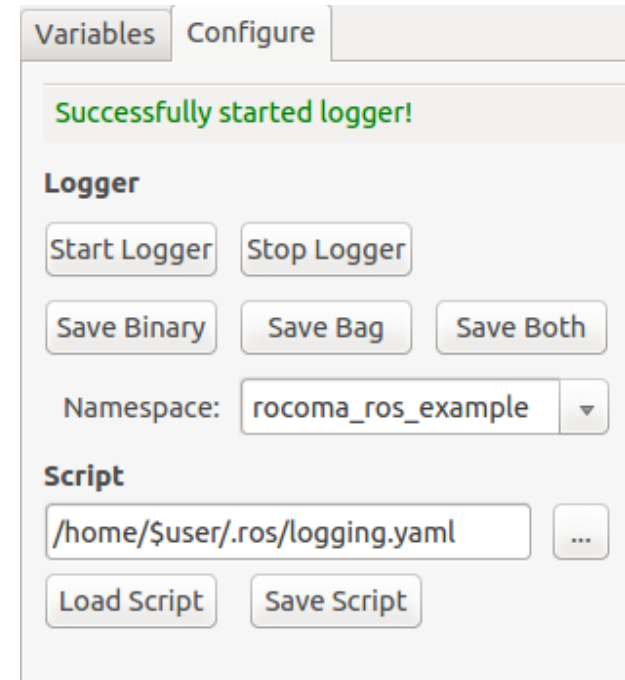 Variables Configure
Successfully started logger!
Logger
Start Logger Stop Logger
Save Binary Save Bag Save Both
Namespace: rocoma_ros_example
Script
/home/$user/.ros/logging.yaml ...
Load Script Save Script